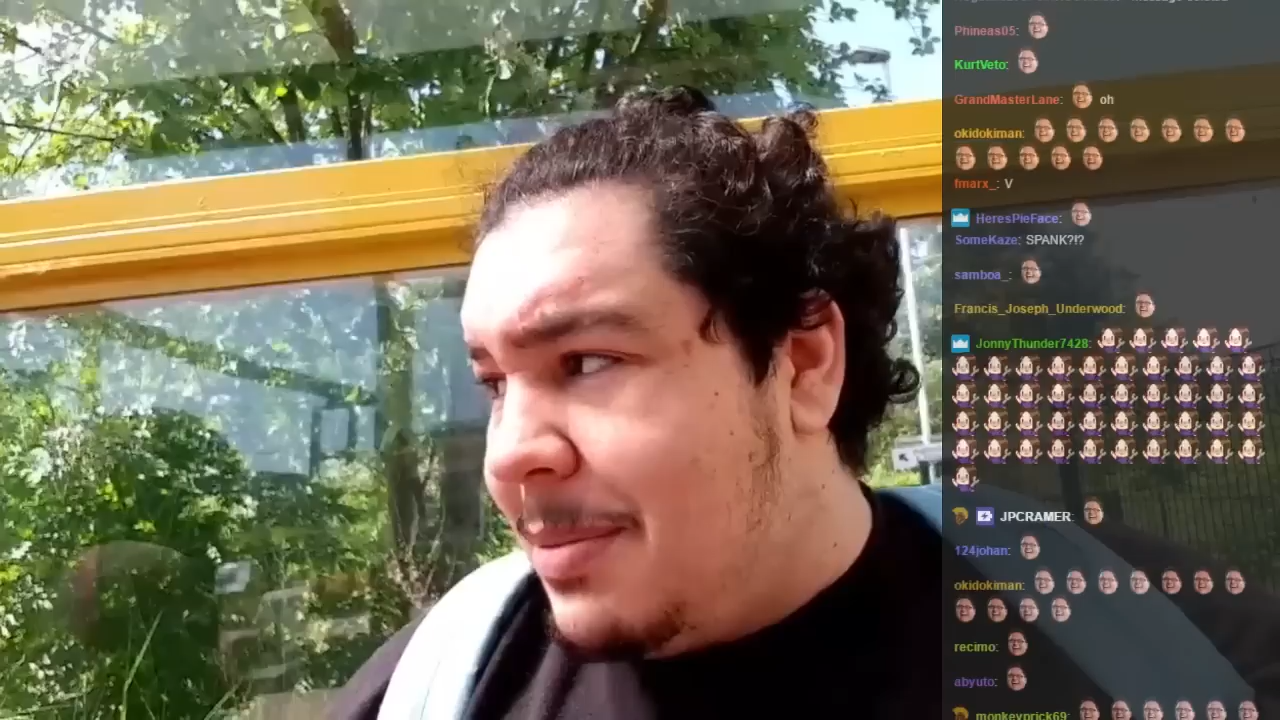 Phineas05:
KurtVeto:
GrandMasterLane: oh
okidokiman:
fmarx_: V
HeresPieFace:
SomeKaze: SPANK?!?
samboa_:
Francis_Joseph_Underwood:
JonnyThunder7428:
JPCRAMER:
124johan:
okidokiman:
recimo:
abyuto:
monkeyprick69: